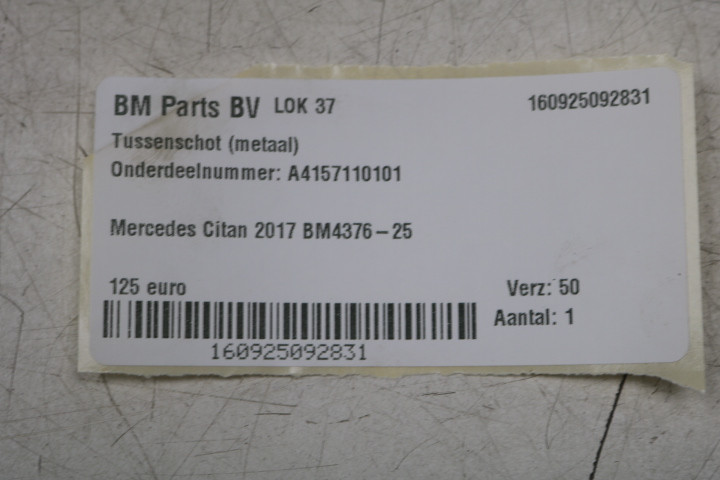 BM Parts BV LOK 37 160925092831
Tussenschot (metaal)
Onderdeelnummer: A4157110101
Mercedes Citan 2017 BM4376-25
125 euro Verz: 50
Aantal: 1
160925092831